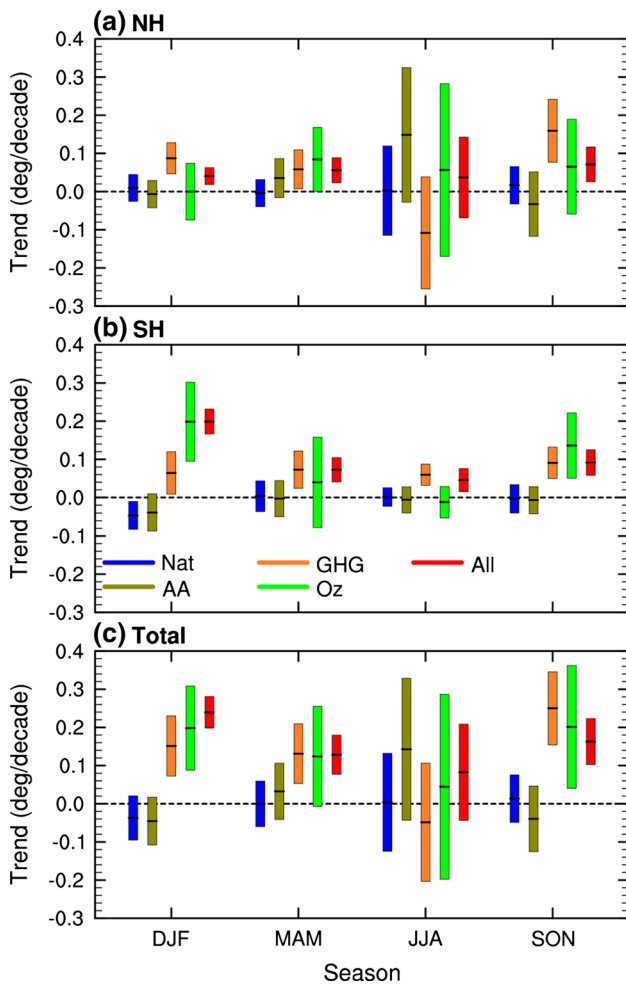 (a) NH
0.4
0.3
0.2
0.1
0.0
-0.1
-0.2
-0.3
Trend (deg/decade)
(b) SH
0.4
0.3
0.2
0.1
0.0
-0.1
-0.2
-0.3
Trend (deg/decade)
Nat GHG All
AA Oz
(c) Total
0.4
0.3
0.2
0.1
0.0
-0.1
-0.2
-0.3
Trend (deg/decade)
DJF MAM JJA SON
Season